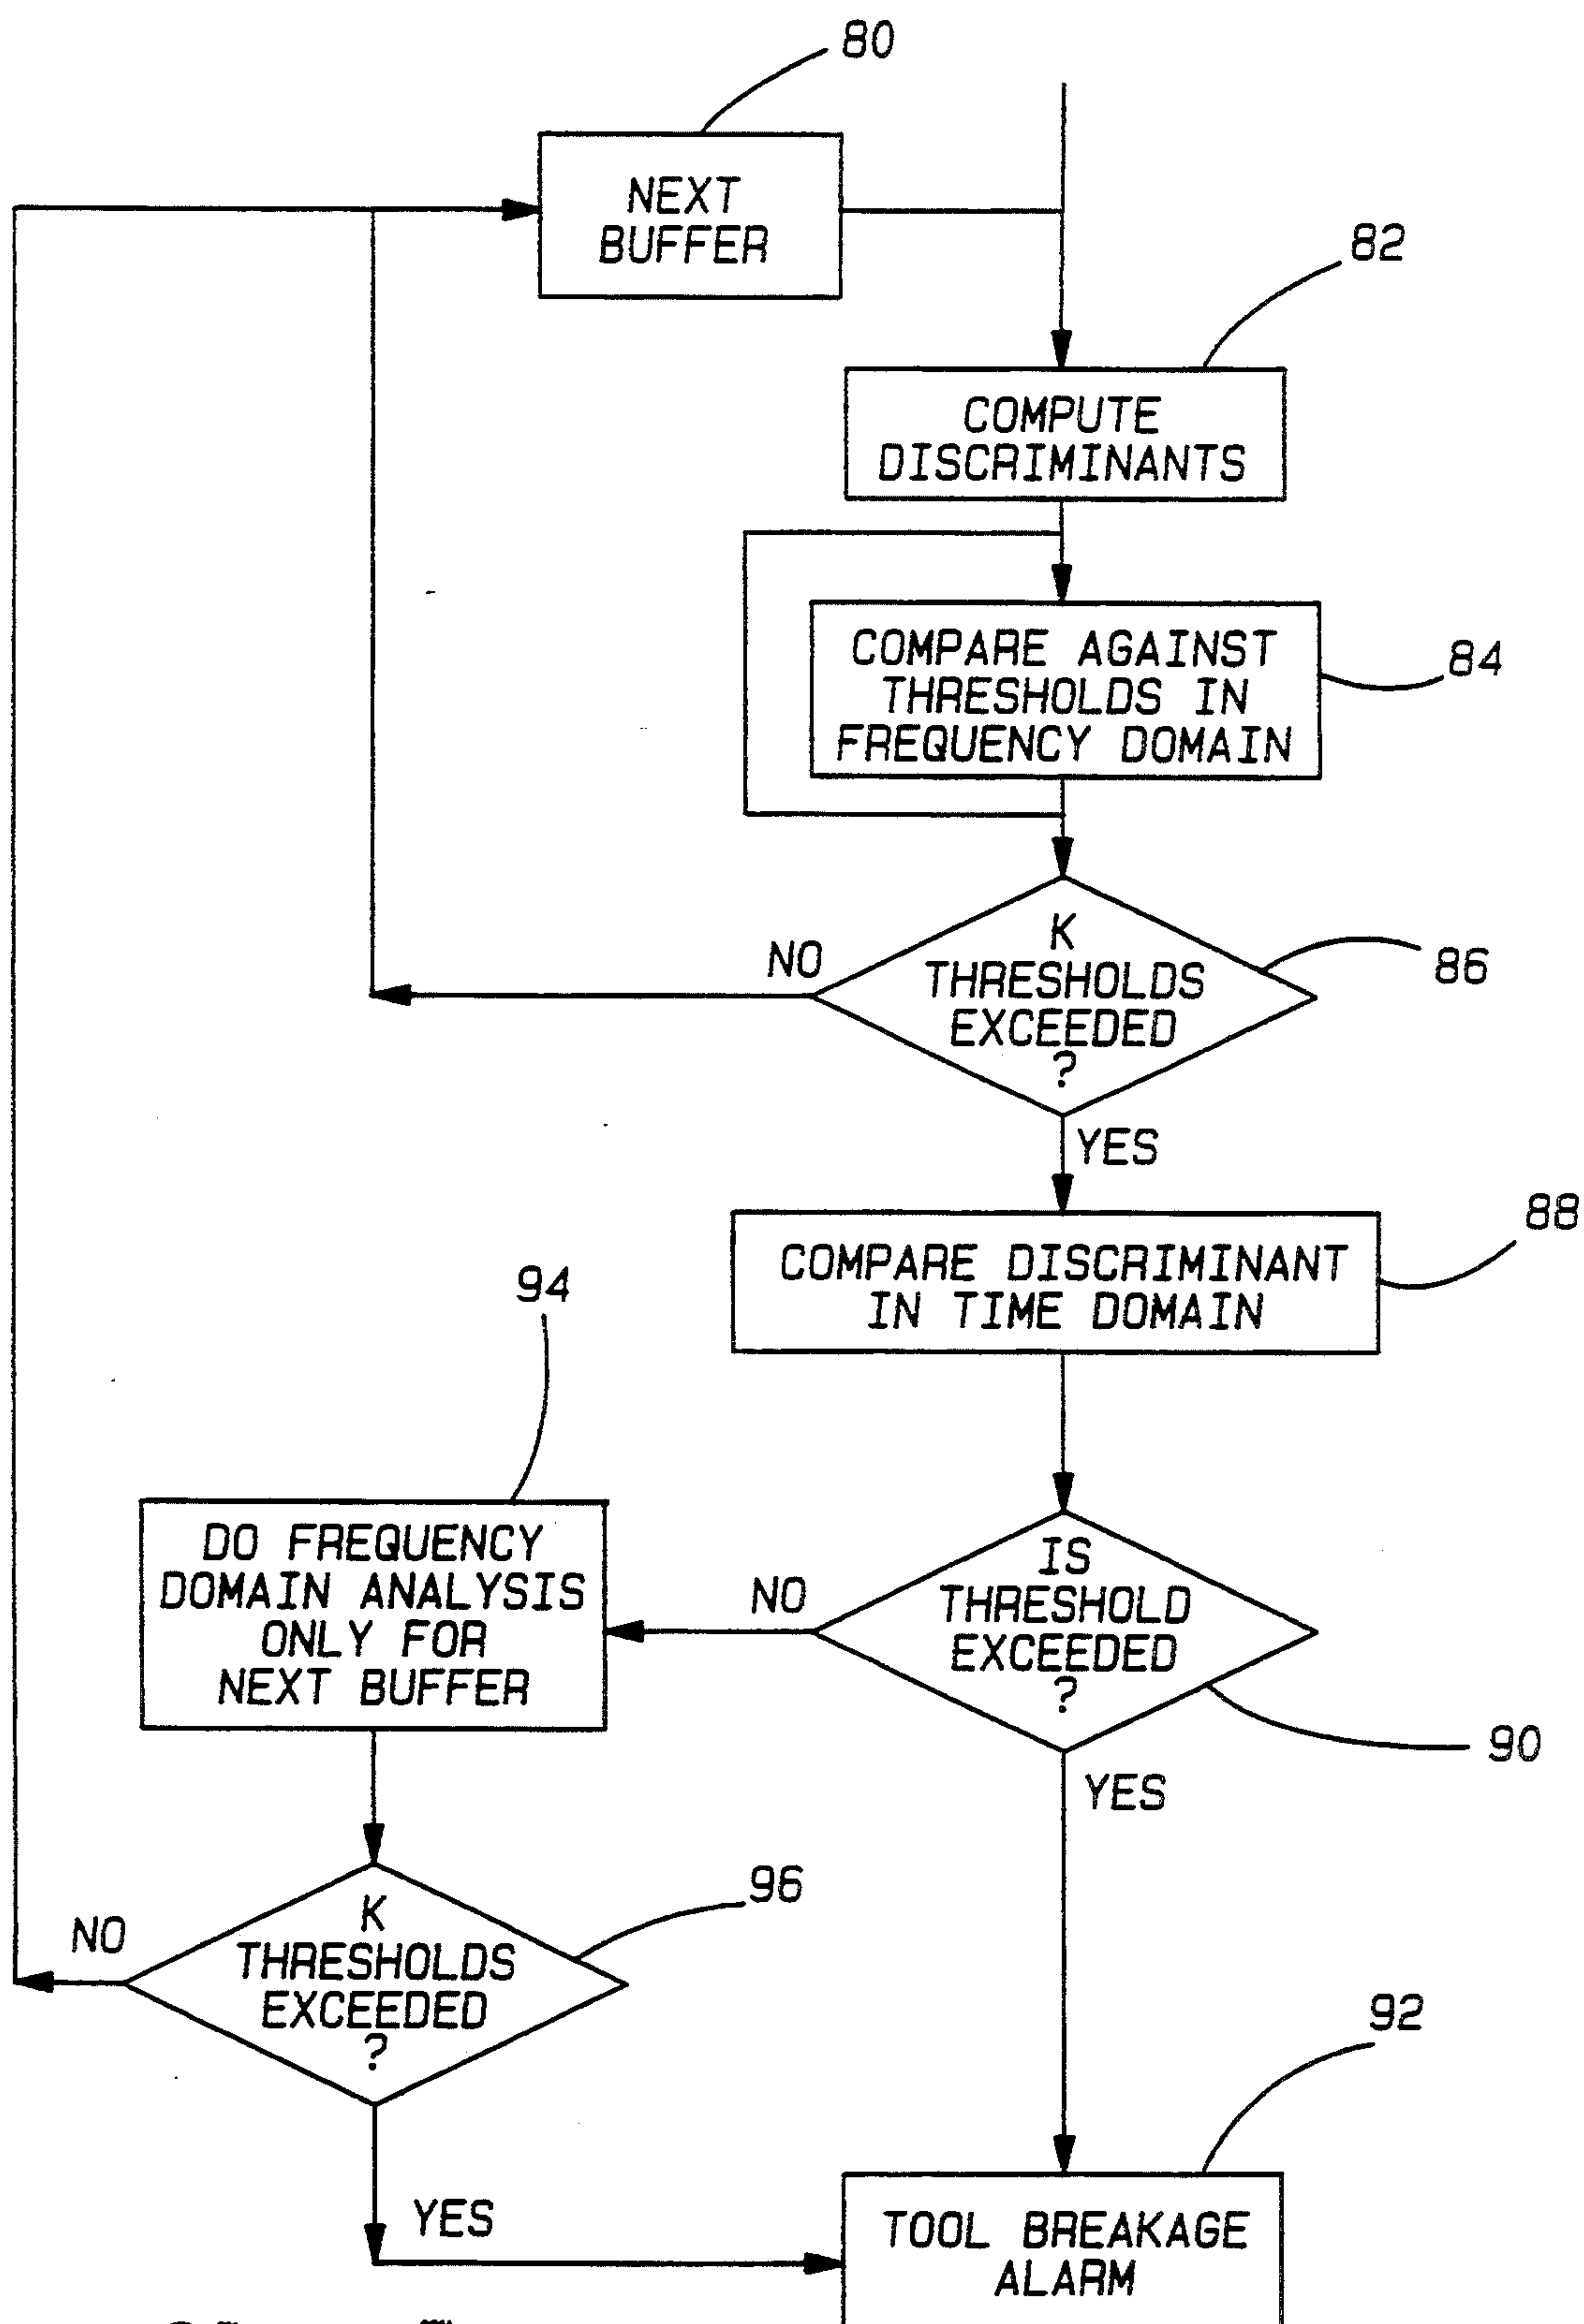 80
NEXT
BUFFER
82
COMPUTE
DISCRIMINANTS
COMPARE AGAINST
THRESHOLDS IN
FREQUENCY DOMAIN
84
K
THRESHOLDS
EXCEEDED
?
NO
86
YES
COMPARE DISCRIMINANT
IN TIME DOMAIN
88
94
DO FREQUENCY
DOMAIN ANALYSIS
ONLY FOR
NEXT BUFFER
NO
IS
THRESHOLD
EXCEEDED
?
90
YES
96
NO
K
THRESHOLDS
EXCEEDED
?
YES
92
TOOL BREAKAGE
ALARM